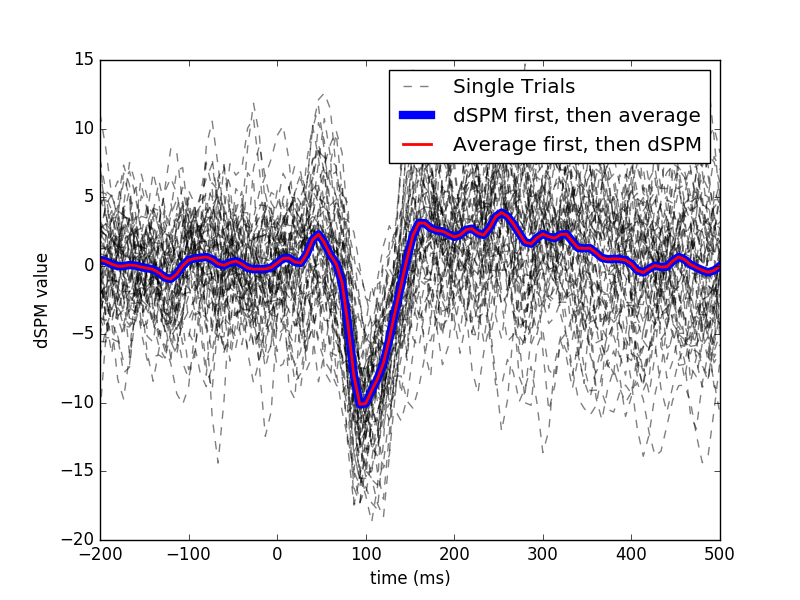 15
10
5
0
−5
−10
−15
−20
dSPM value
Single Trials
dSPM first, then average
Average first, then dSPM
−200 −100 0 100 200 300 400 500
time (ms)